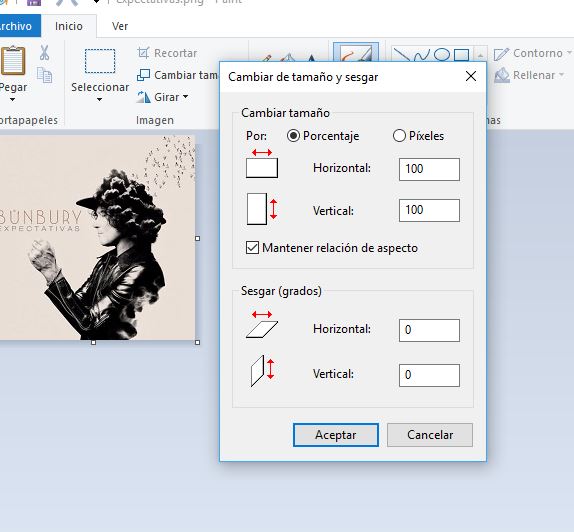 Expectativas.png - Paint
Archivo Inicio Ver
Pegar
Seleccionar
Recortar
Cambiar tam
Girar
Contorno
Rellenar
Imagen
Cambiar de tamaño y sesgar
Cambiar tamaño
Por: Porcentaje Píxeles
Horizontal: 100
Vertical: 100
Mantener relación de aspecto
Sesgar (grados)
Horizontal: 0
Vertical: 0
Aceptar Cancelar
BUNBURY
EXPECTATIVAS